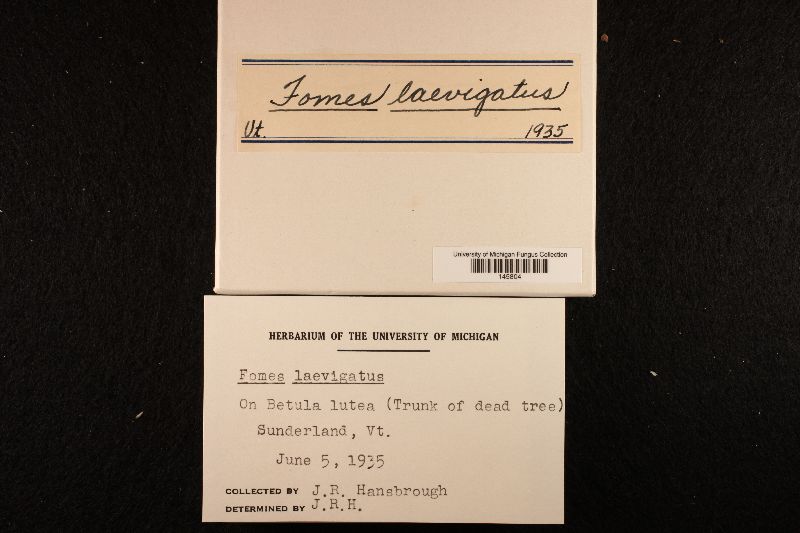 Fomes laevigatus
Vt. 1935
University of Michigan Fungus Collection
145804
HERBARIUM OF THE UNIVERSITY OF MICHIGAN
Fomes laevigatus
On Betula lutea (Trunk of dead tree)
Sunderland, Vt.
June 5, 1935
COLLECTED BY J.R. Hansbrough
DETERMINED BY J.R.H.